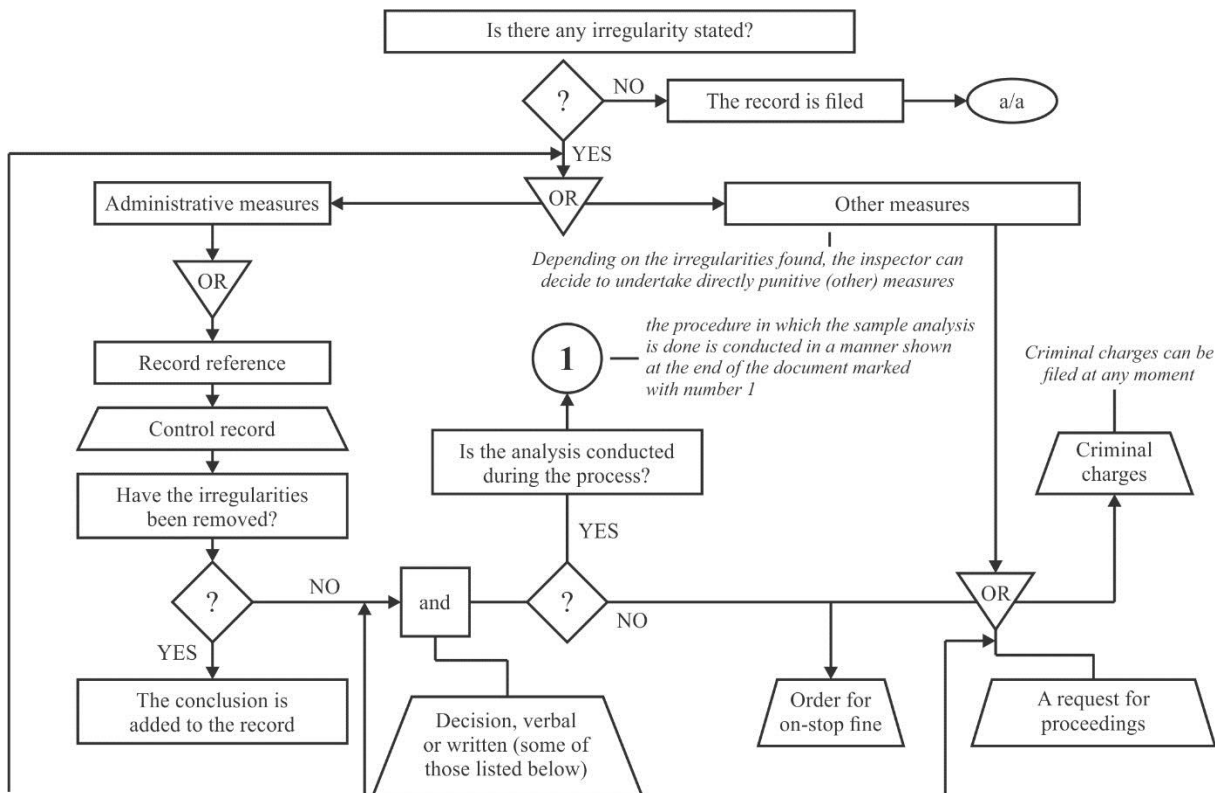 Is there any irregularity stated?
?
NO
The record is filed
a/a
YES
OR
Administrative measures
Other measures
Depending on the irregularities found, the inspector can
decide to undertake directly punitive (other) measures
OR
1
the procedure in which the sample analysis
is done is conducted in a manner shown
at the end of the document marked
with number 1
Criminal charges can be
filed at any moment
Record reference
Control record
Is the analysis conducted
during the process?
Criminal
charges
Have the irregularities
been removed?
YES
?
NO
and
?
NO
OR
YES
The conclusion is
added to the record
Decision, verbal
or written (some of
those listed below)
Order for
on-stop fine
A request for
proceedings